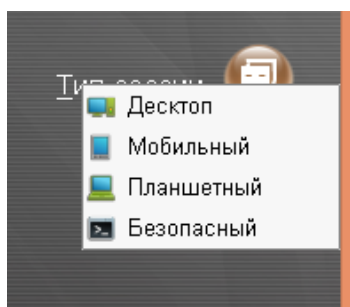 Тип сессии
Десктоп
Мобильный
Планшетный
Безопасный